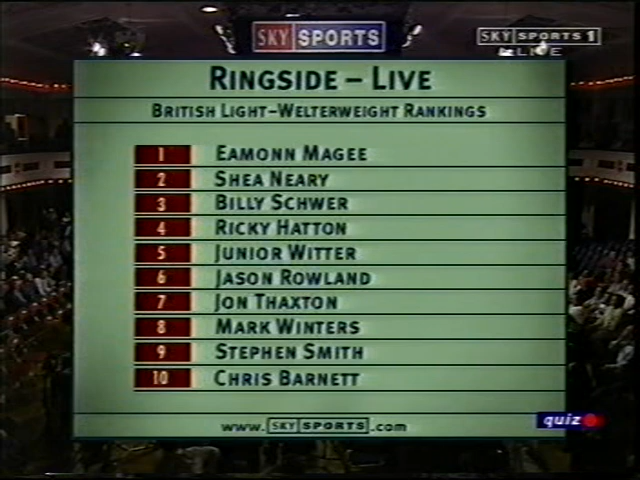 SKY SPORTS
SKY SPORTS 1
LIVE
RINGSIDE – LIVE
BRITISH LIGHT–WELTERWEIGHT RANKINGS
1 EAMONN MAGEE
2 SHEA NEARY
3 BILLY SCHWER
4 RICKY HATTON
5 JUNIOR WITTER
6 JASON ROWLAND
7 JON THAXTON
8 MARK WINTERS
9 STEPHEN SMITH
10 CHRIS BARNETT
www.SKY SPORTS.com
quiz